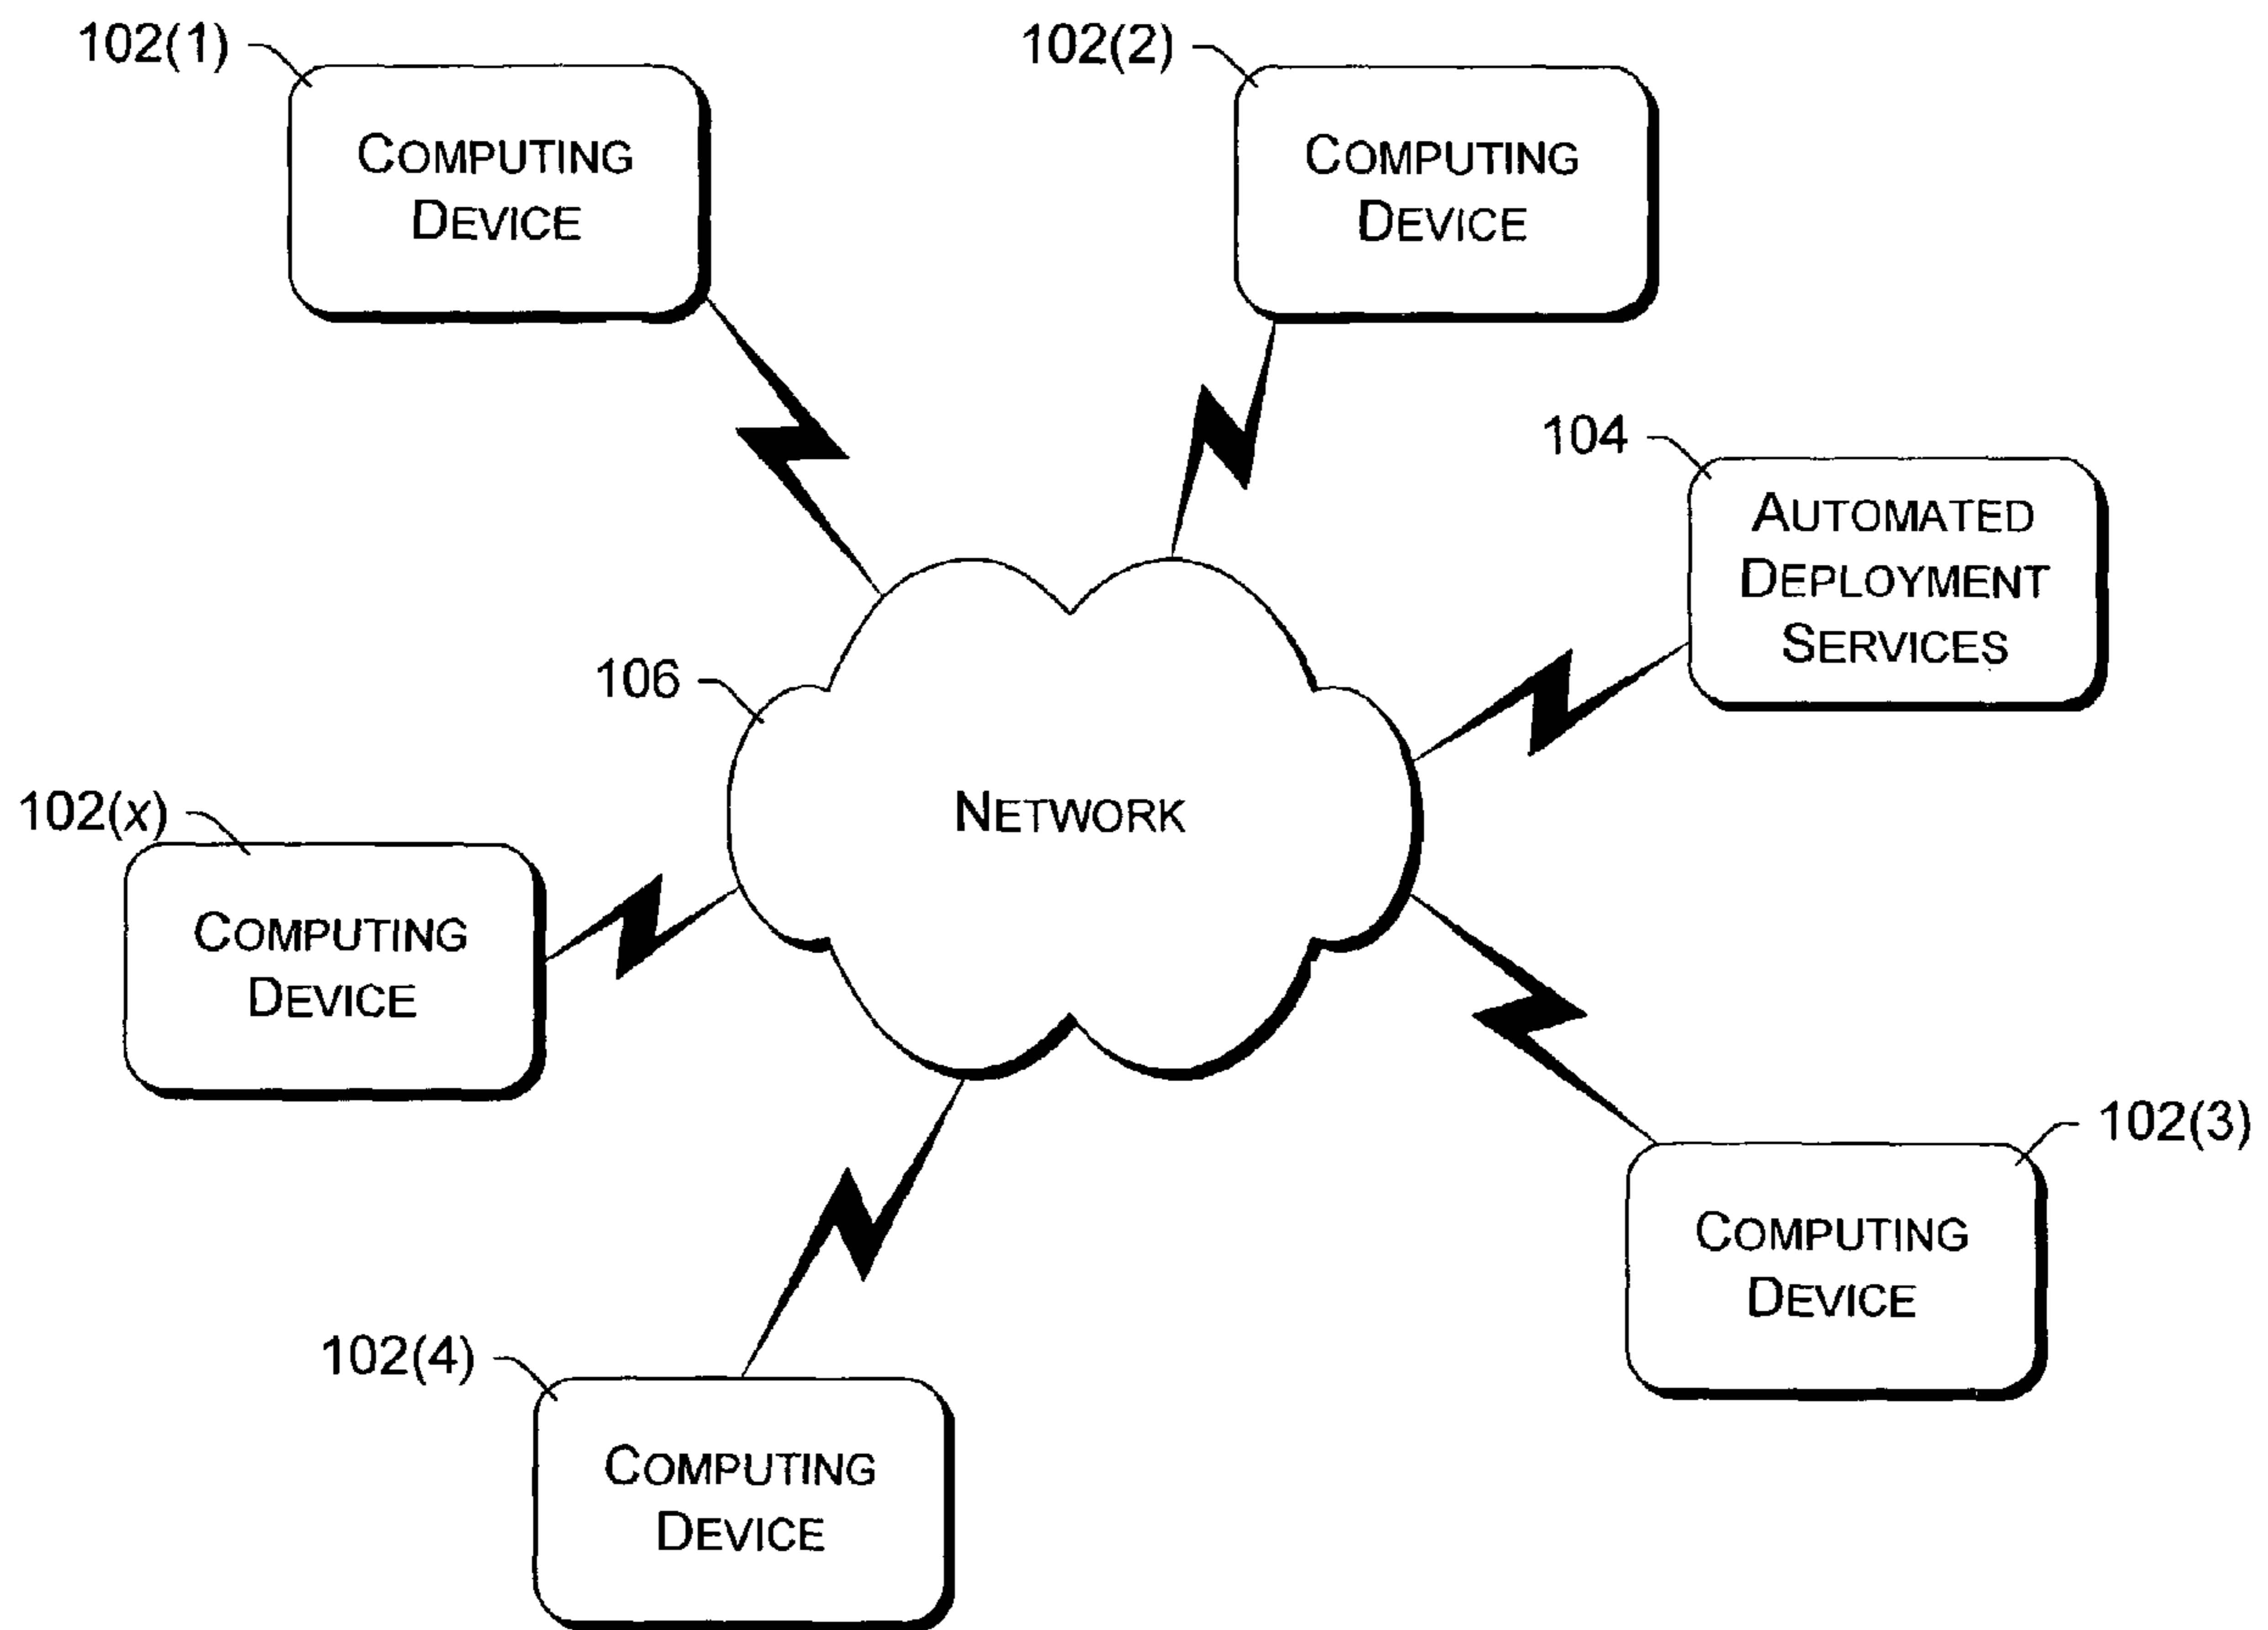 102(1)
COMPUTING
DEVICE
102(2)
COMPUTING
DEVICE
104
AUTOMATED
DEPLOYMENT
SERVICES
106
NETWORK
102(x)
COMPUTING
DEVICE
102(3)
COMPUTING
DEVICE
102(4)
COMPUTING
DEVICE